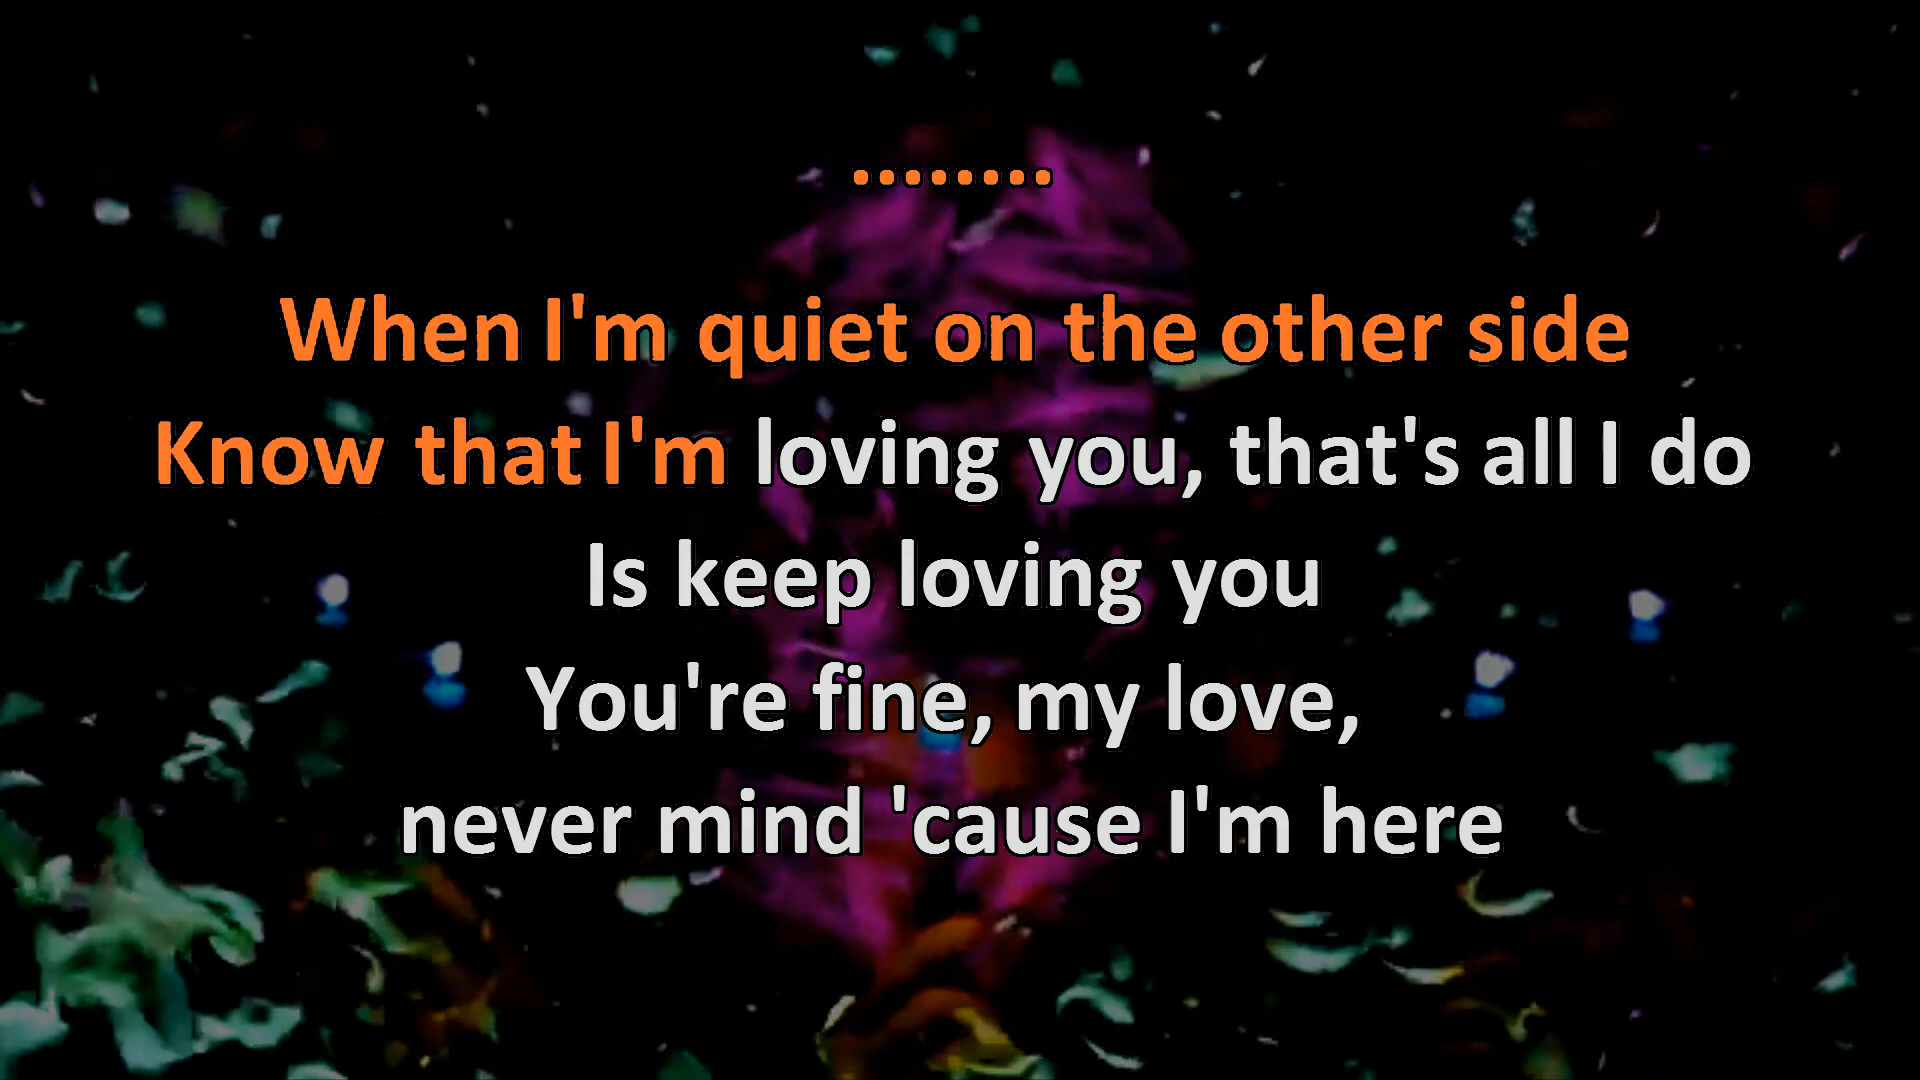 ........
When I'm quiet on the other side
Know that I'm loving you, that's all I do
Is keep loving you
You're fine, my love,
never mind 'cause I'm here